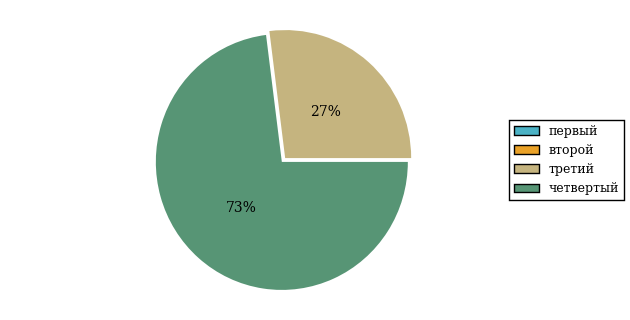 27%
73%
первый
второй
третий
четвертый